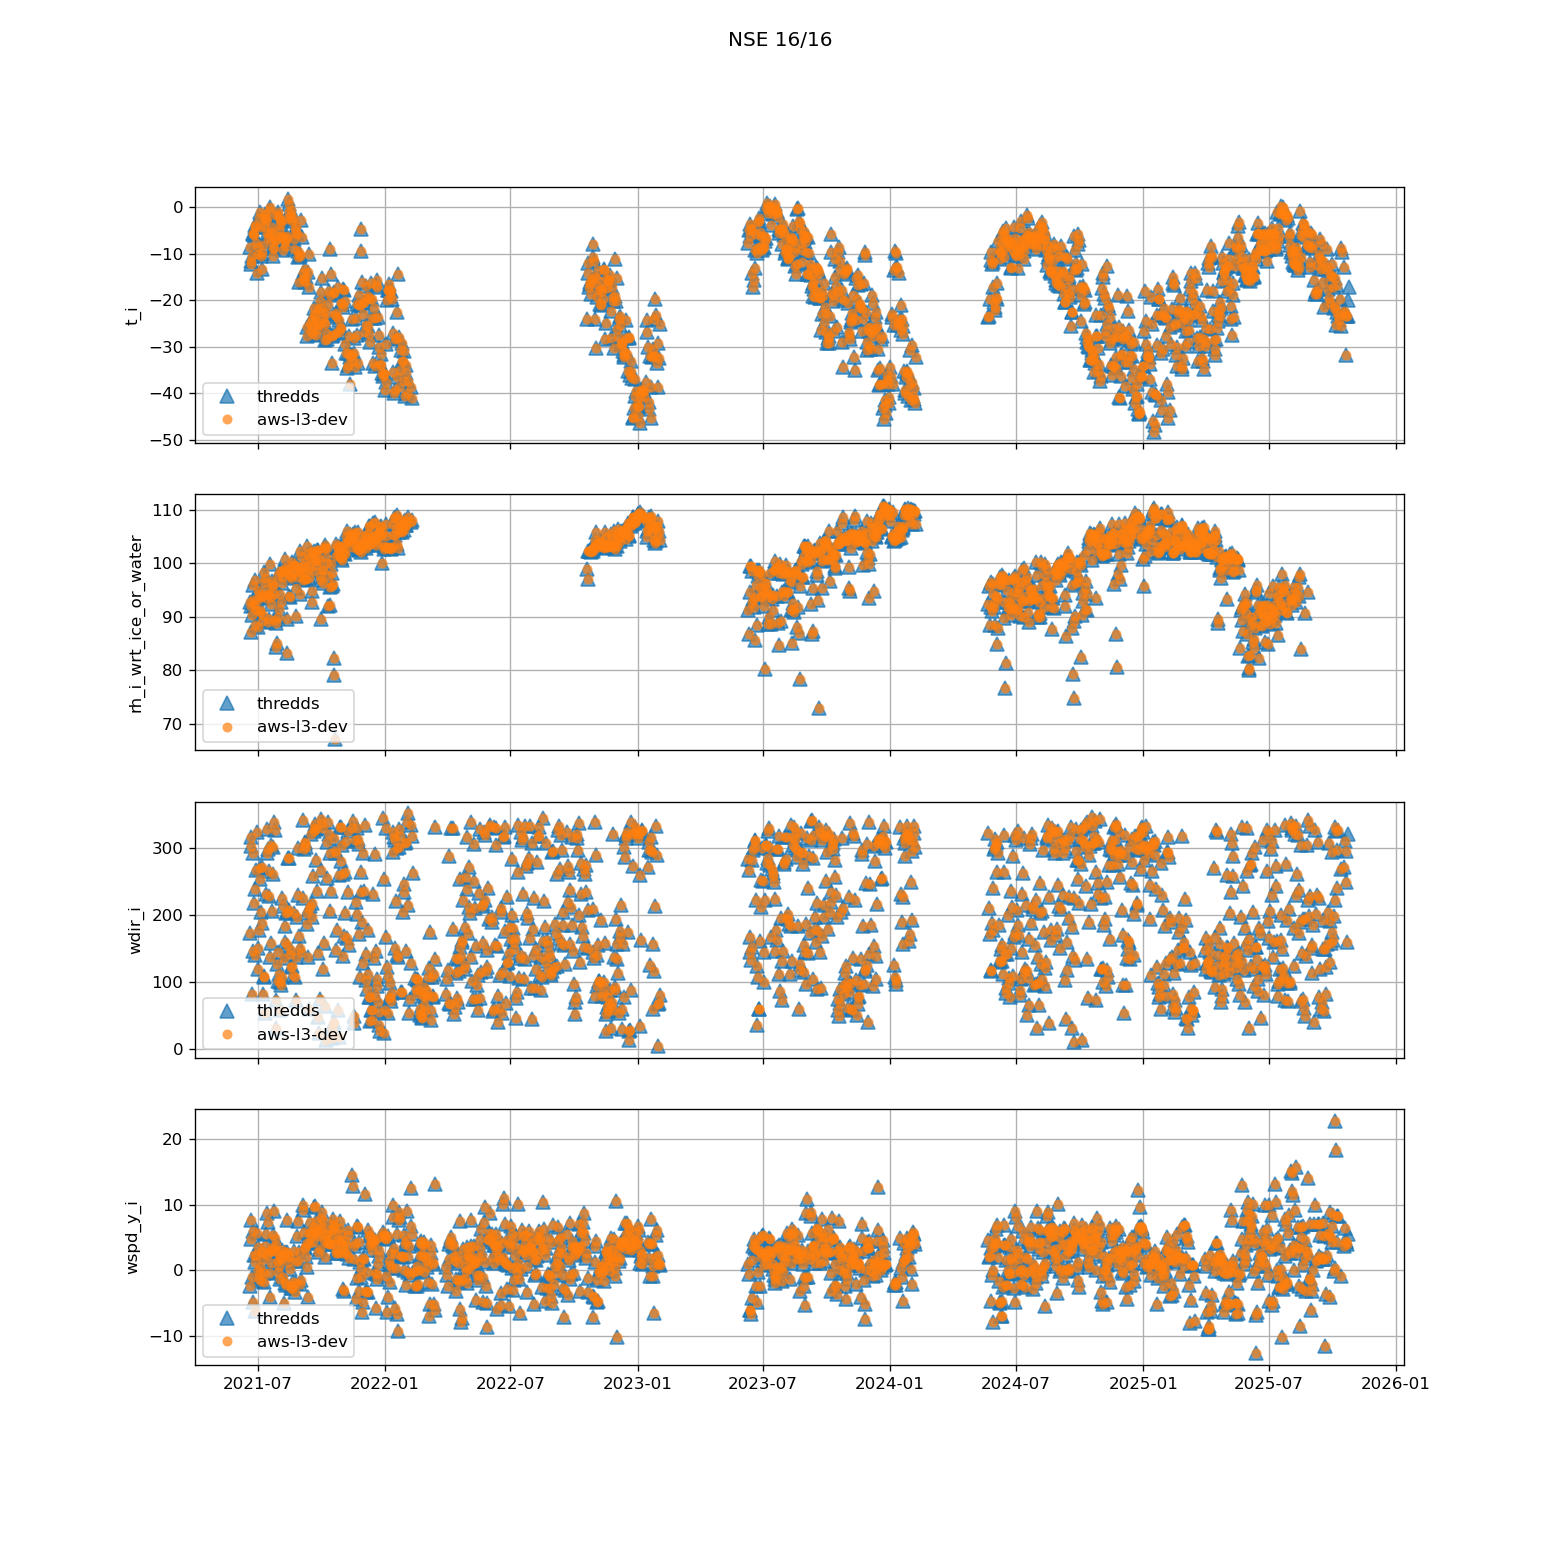 NSE 16/16
0
−10
−20
−30
−40
−50
t_i
thredds
aws-l3-dev
110
100
90
80
70
rh_i_wrt_ice_or_water
thredds
aws-l3-dev
300
200
100
0
wdir_i
thredds
aws-l3-dev
20
10
0
−10
wspd_y_i
thredds
aws-l3-dev
2021-07 2022-01 2022-07 2023-01 2023-07 2024-01 2024-07 2025-01 2025-07 2026-01